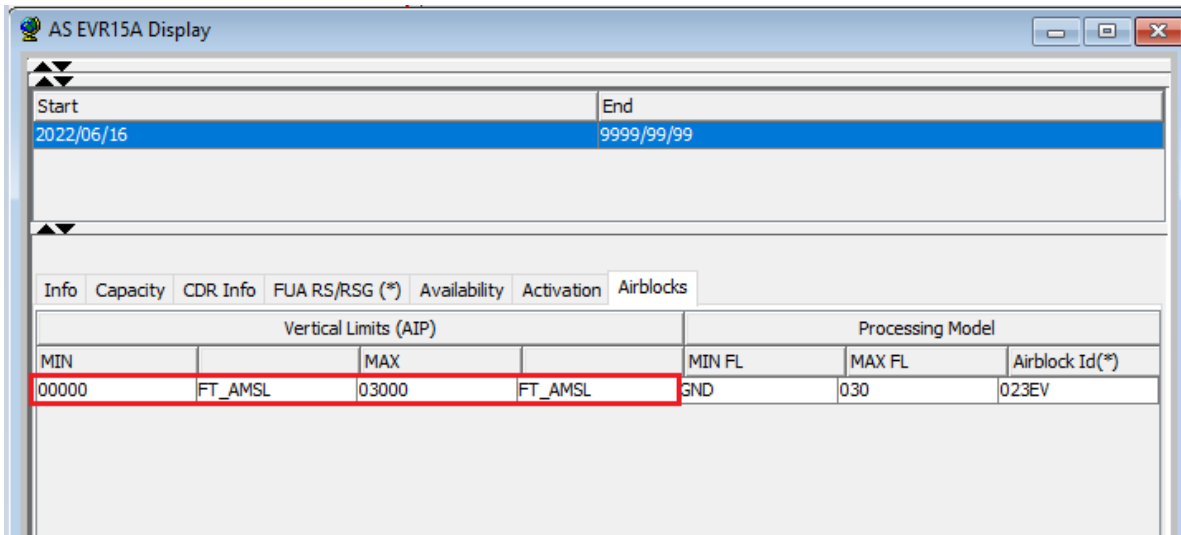 AS EVR15A Display
Start End
2022/06/16 9999/99/99
Info Capacity CDR Info FUA RS/RSG (*) Availability Activation Airblocks
Vertical Limits (AIP) Processing Model
MIN MAX MIN FL MAX FL Airblock Id(*)
00000 FT_AMSL 03000 FT_AMSL GND 030 023EV